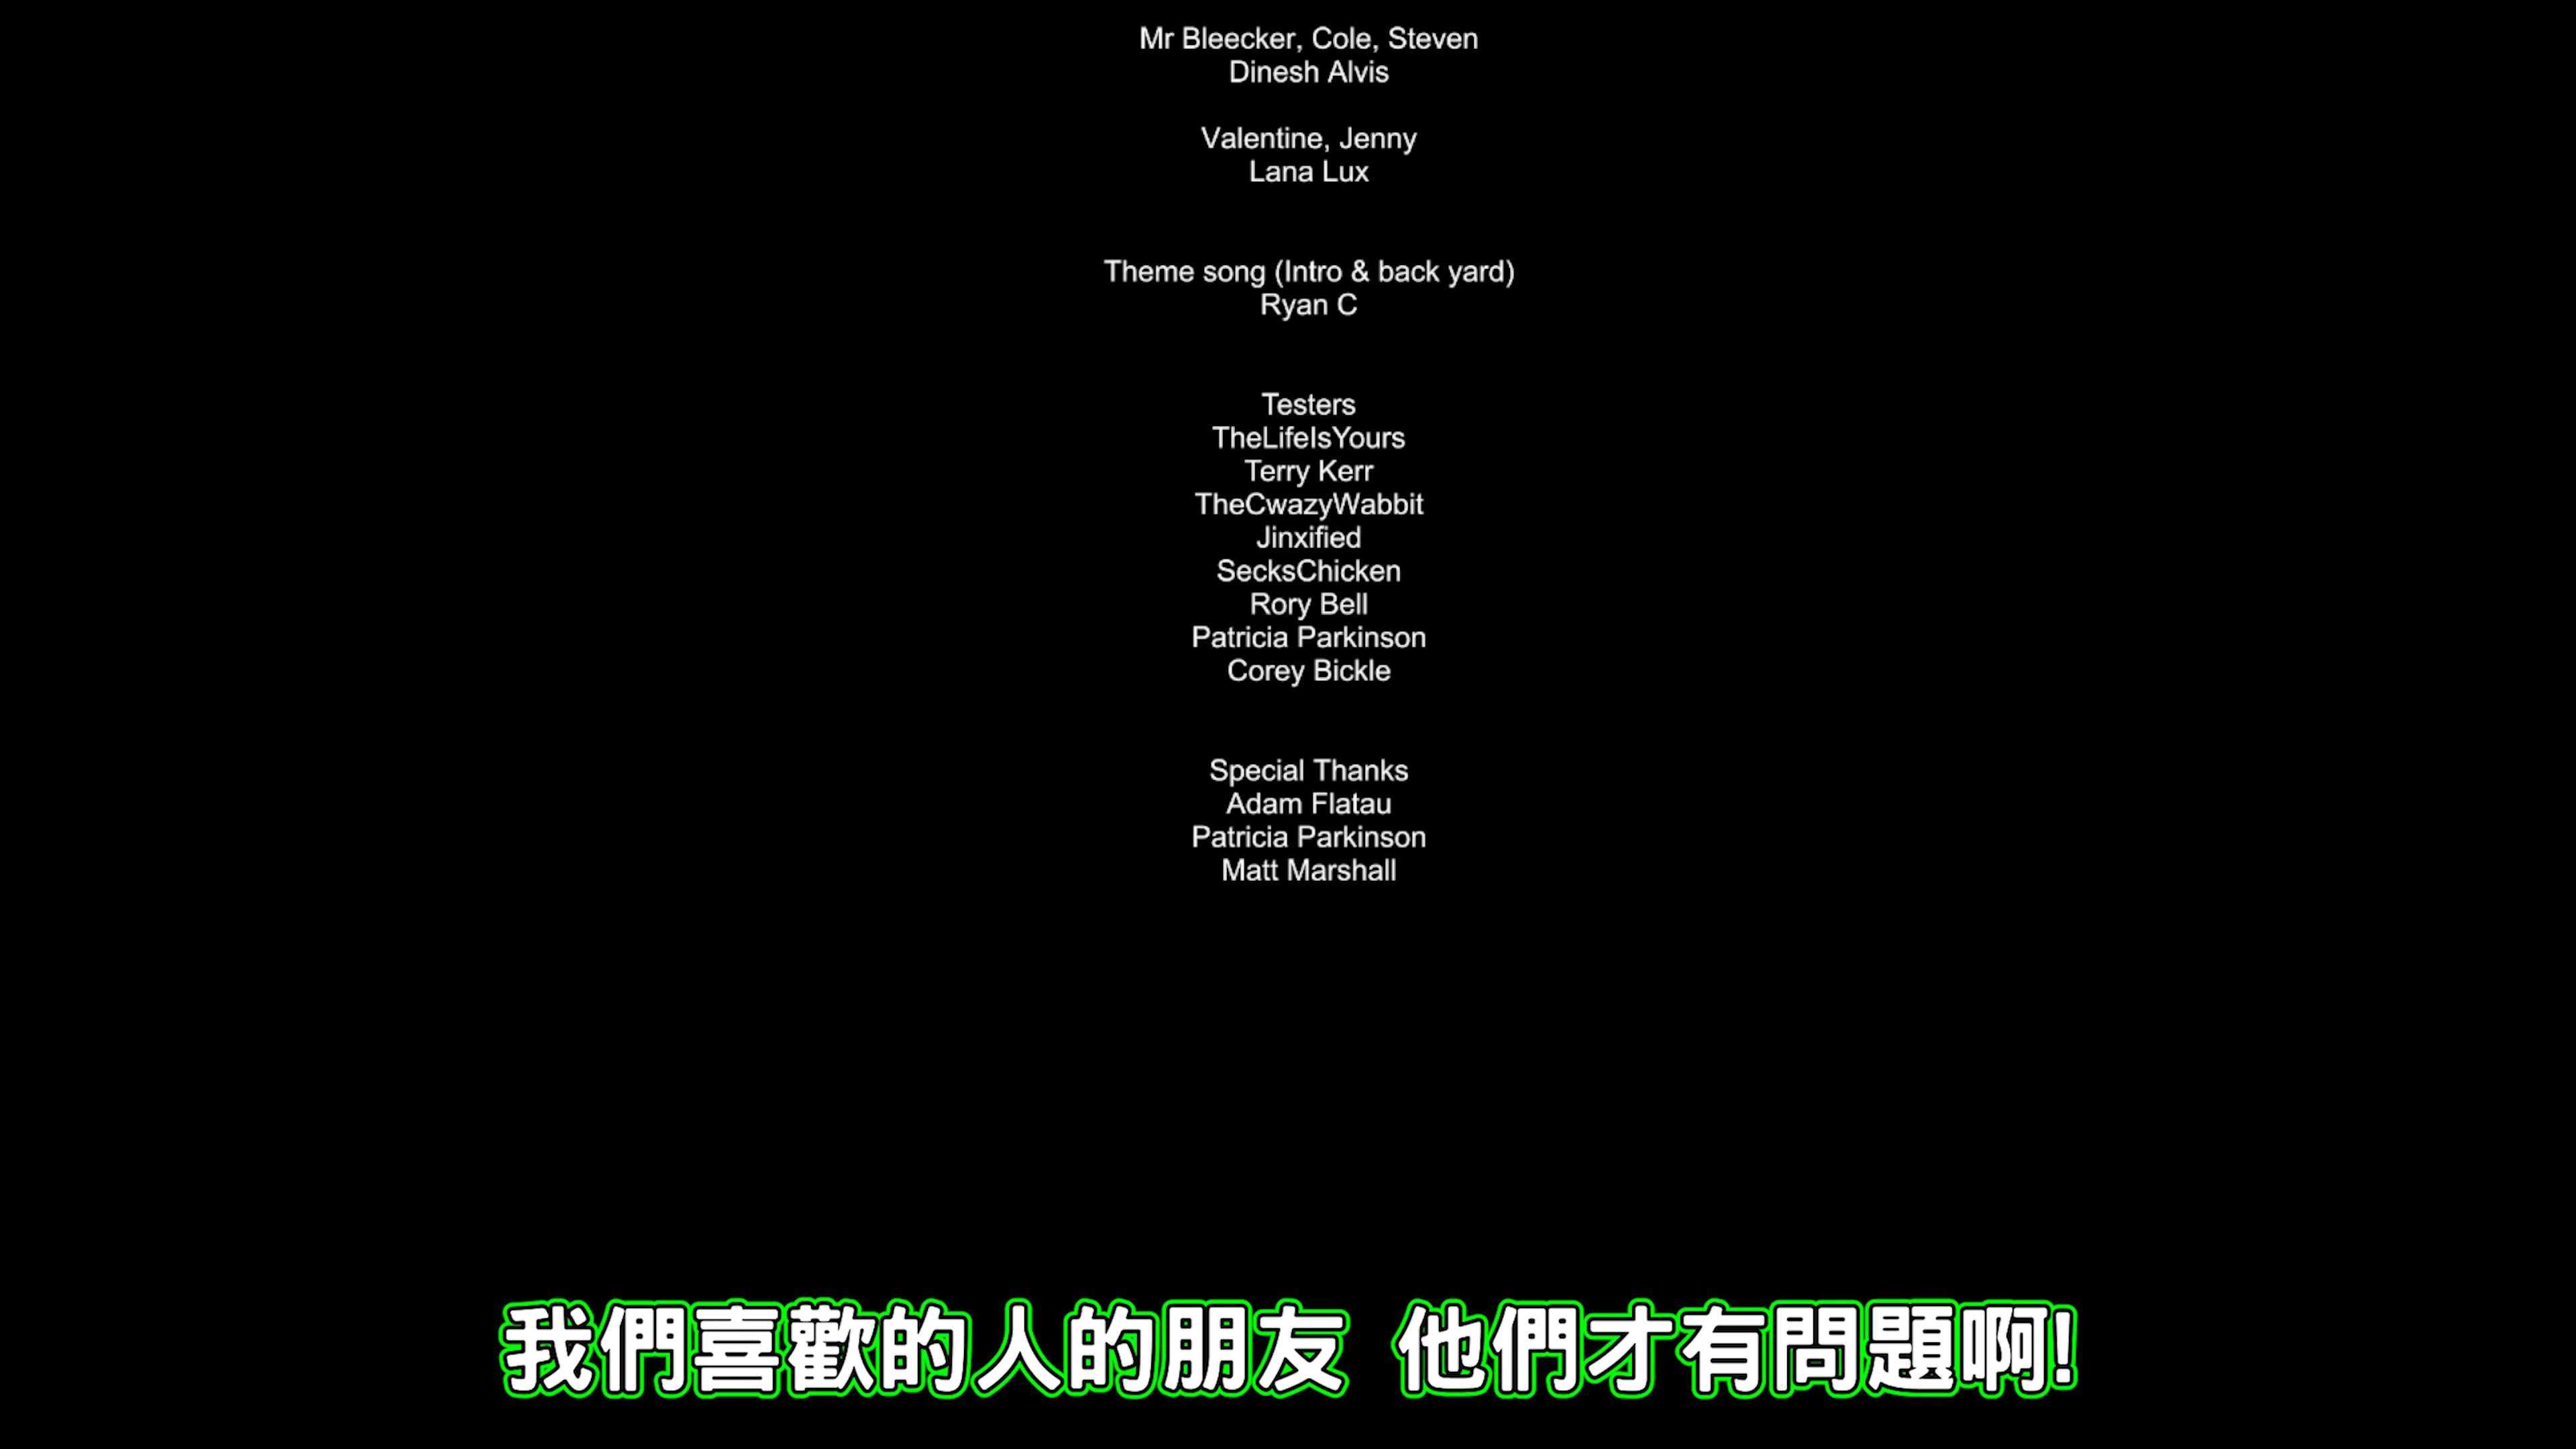 Mr Bleecker, Cole, Steven
Dinesh Alvis
Valentine, Jenny
Lana Lux
Theme song (Intro & back yard)
Ryan C
Testers
TheLifeIsYours
Terry Kerr
TheCwazyWabbit
Jinxified
SecksChicken
Rory Bell
Patricia Parkinson
Corey Bickle
Special Thanks
Adam Flatau
Patricia Parkinson
Matt Marshall
我們喜歡的人的朋友 他們才有問題啊!